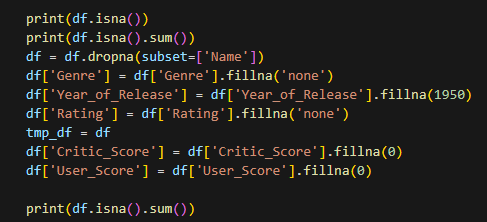 print(df.isna())
print(df.isna().sum())
df = df.dropna(subset=['Name'])
df['Genre'] = df['Genre'].fillna('none')
df['Year_of_Release'] = df['Year_of_Release'].fillna(1950)
df['Rating'] = df['Rating'].fillna('none')
tmp_df = df
df['Critic_Score'] = df['Critic_Score'].fillna(0)
df['User_Score'] = df['User_Score'].fillna(0)
print(df.isna().sum())